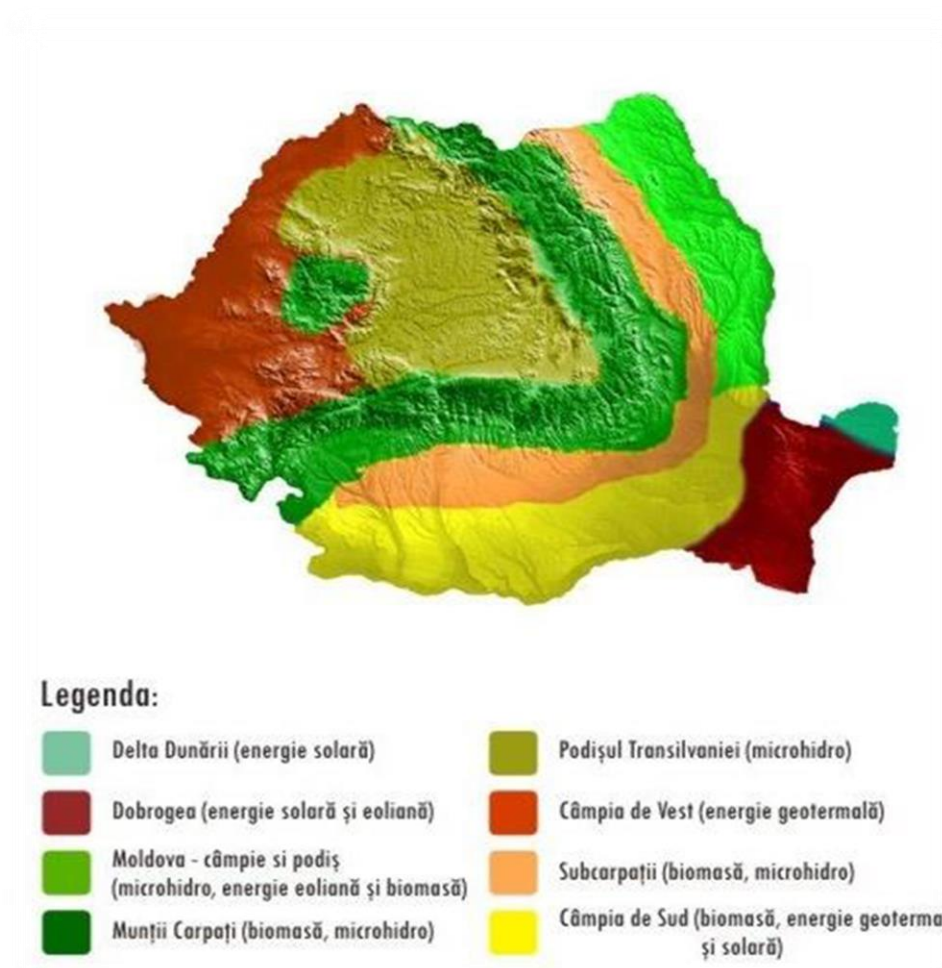 Legenda:
Delta Dunării (energie solară)
Dobrogea (energie solară și eoliană)
Moldova - câmpie si podiș
(microhidro, energie eoliană și biomasă)
Munții Carpați (biomasă, microhidro)
Podișul Transilvaniei (microhidro)
Câmpia de Vest (energie geotermală)
Subcarpații (biomasă, microhidro)
Câmpia de Sud (biomasă, energie geoterma
și solară)